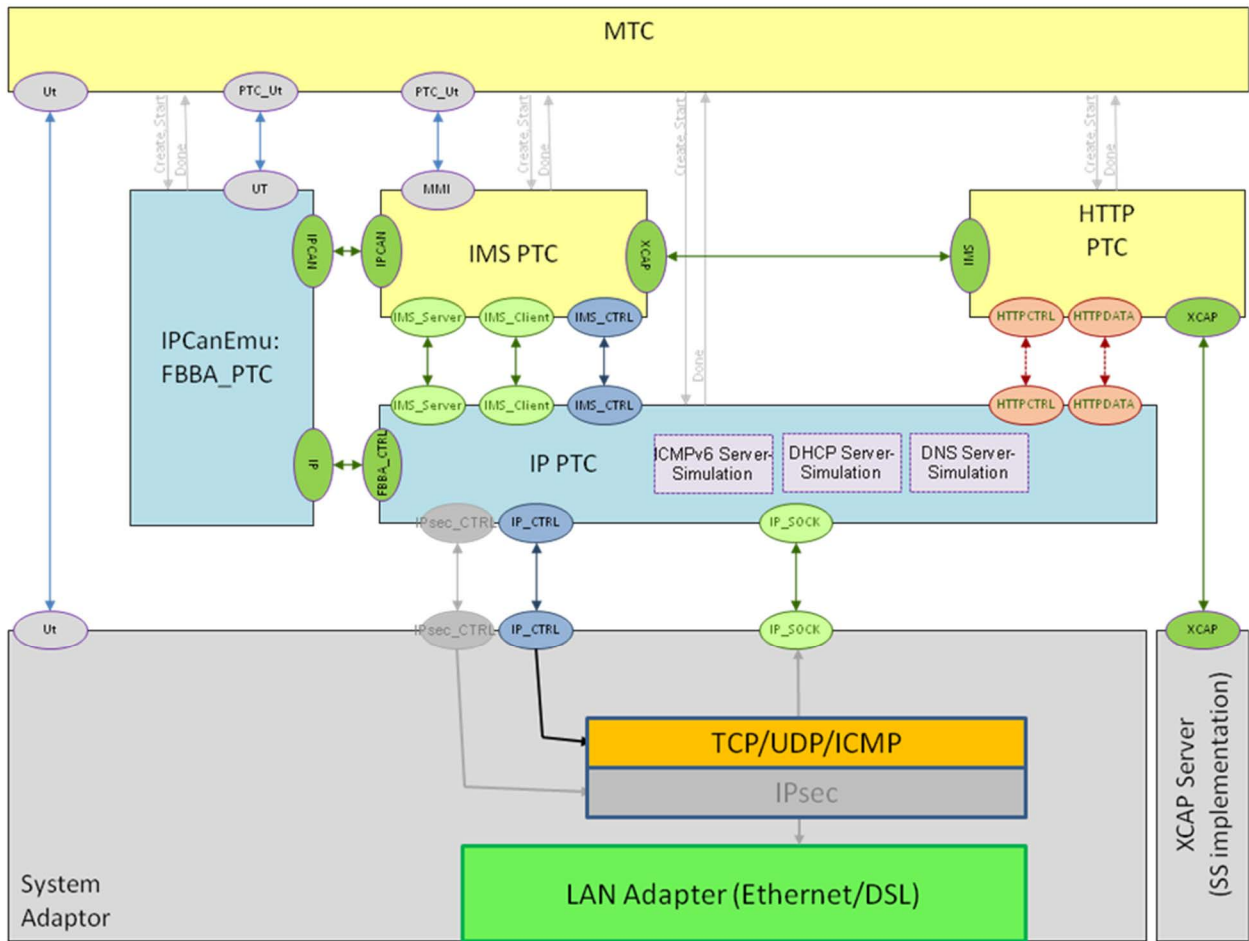 MTC
Ut
PTC_Ut
PTC_Ut
Create, Start
Done
Create, Start
Done
Create, Start
Done
Create, Start
Done
UT
MMI
IPCAN
IPCAN
IMS PTC
XCAP
SMI
HTTP
PTC
IPCanEmu:
FBBA_PTC
IMS_Server
IMS_Client
IMS_CTRL
HTTPCTRL
HTTPDATA
XCAP
IMS_Server
IMS_Client
IMS_CTRL
HTTPCTRL
HTTPDATA
IP
FBBA_CTRL
IP PTC
ICMPv6 Server-
Simulation
DHCP Server-
Simulation
DNS Server-
Simulation
IPsec_CTRL
IP_CTRL
IP_SOCK
Ut
IPsec_CTRL
IP_CTRL
IP_SOCK
XCAP
TCP/UDP/ICMP
IPsec
LAN Adapter (Ethernet/DSL)
System
Adaptor
XCAP Server
(SS implementation)